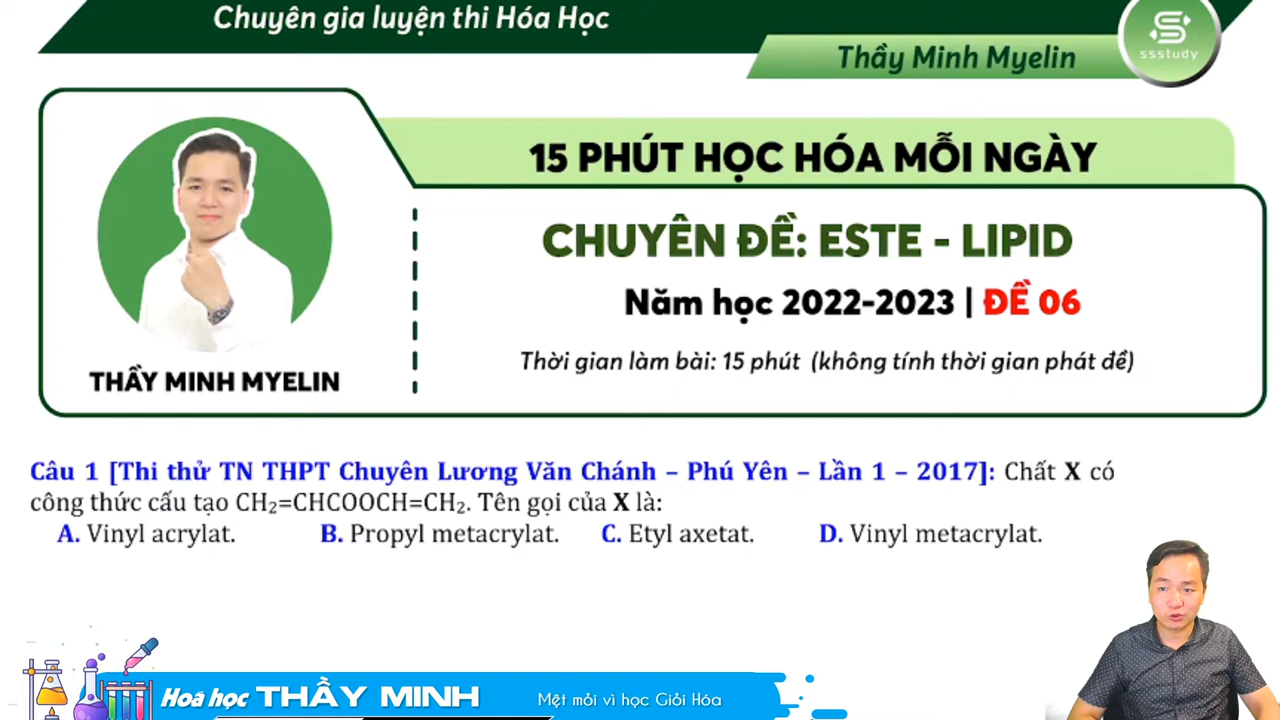 Chuyên gia luyện thi Hóa Học
Thầy Minh Myelin
ssstudy
15 PHÚT HỌC HÓA MỖI NGÀY
CHUYÊN ĐỀ: ESTE - LIPID
Năm học 2022-2023 | ĐỀ 06
Thời gian làm bài: 15 phút (không tính thời gian phát đề)
THẦY MINH MYELIN
Câu 1 [Thi thử TN THPT Chuyên Lương Văn Chánh – Phú Yên – Lần 1 – 2017]: Chất X có
công thức cấu tạo CH₂=CHCOOCH=CH₂. Tên gọi của X là:
A. Vinyl acrylat. B. Propyl metacrylat. C. Etyl axetat. D. Vinyl metacrylat.
Hoá học THẦY MINH Mệt mỏi vì học Giỏi Hóa